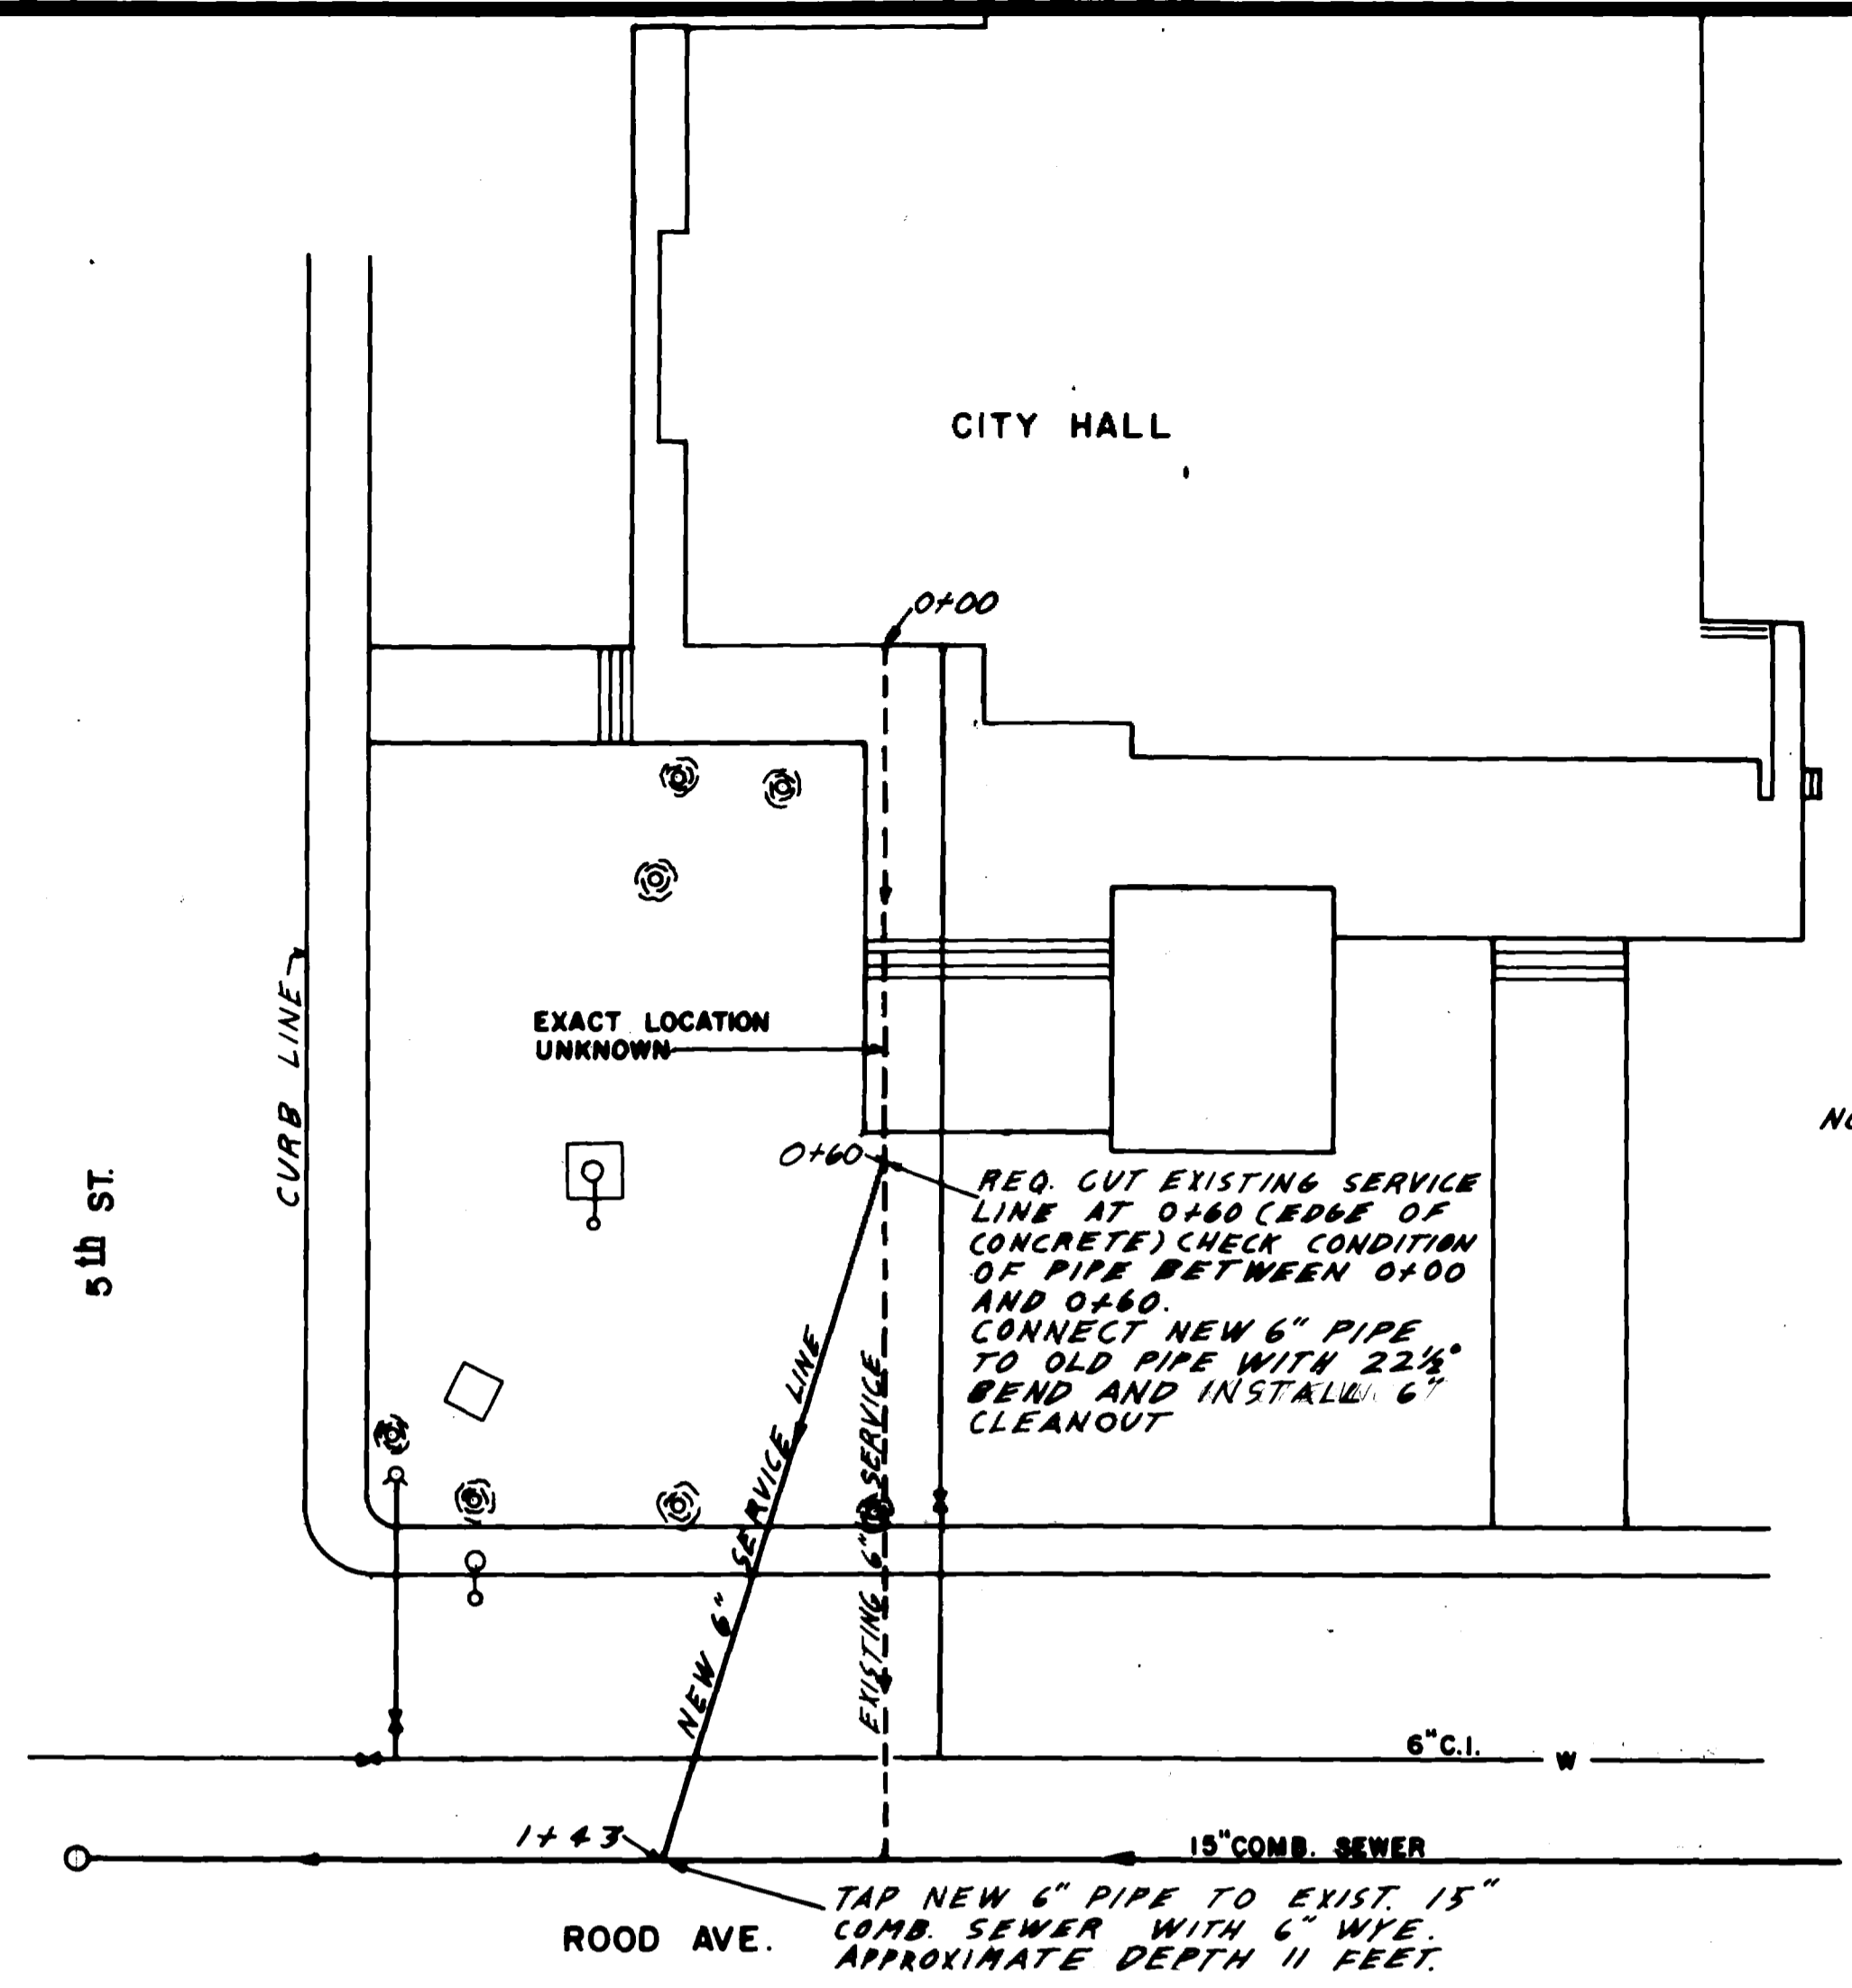 CITY HALL
0+00
EXACT LOCATION
UNKNOWN
CURB LINE
5th ST.
0+60
REQ. CUT EXISTING SERVICE
LINE AT 0+60 (EDGE OF
CONCRETE) CHECK CONDITION
OF PIPE BETWEEN 0+00
AND 0+60.
CONNECT NEW 6" PIPE
TO OLD PIPE WITH 22½°
BEND AND INSTALL 6"
CLEANOUT
NEW 6" SERVICE LINE
EXISTING 6" SERVICE
6" C.I.
W
1+43
15" COMB. SEWER
TAP NEW 6" PIPE TO EXIST. 15"
COMB. SEWER WITH 6" WYE.
APPROXIMATE DEPTH 11 FEET.
ROOD AVE.